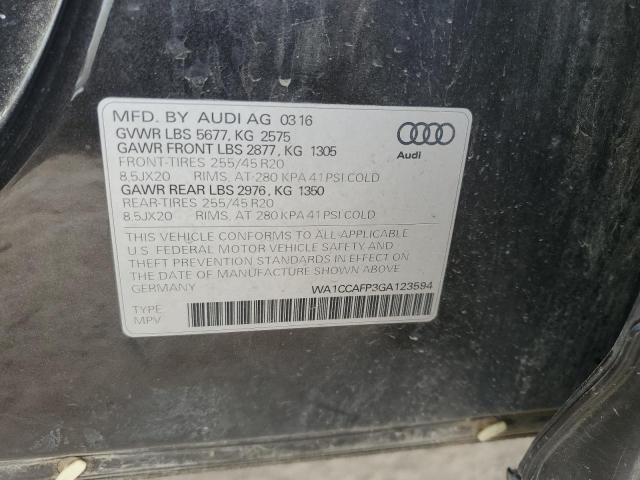 MFD. BY AUDI AG 03 16
GVWR LBS 5677, KG 2575
GAWR FRONT LBS 2877, KG 1305
FRONT-TIRES 255/45 R20
8.5JX20 RIMS, AT 280 KPA 41 PSI COLD
GAWR REAR LBS 2976, KG 1350
REAR-TIRES 255/45 R20
8.5JX20 RIMS, AT 280 KPA 41 PSI COLD
Audi
THIS VEHICLE CONFORMS TO ALL APPLICABLE
U.S. FEDERAL MOTOR VEHICLE SAFETY AND
THEFT PREVENTION STANDARDS IN EFFECT ON
THE DATE OF MANUFACTURE SHOWN ABOVE.
GERMANY WA1CCAFP3GA123594
TYPE:
MPV